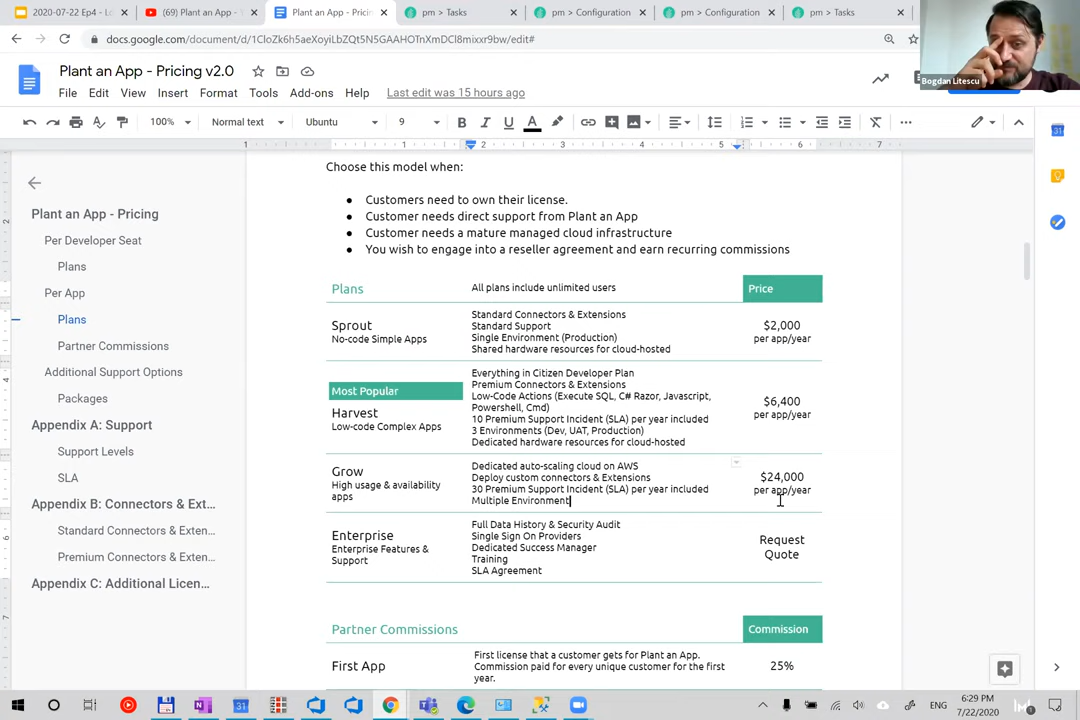 2020-07-22 Ep4 - Lo
(69) Plant an App -
Plant an App - Pricin
pm > Tasks
pm > Configuration
pm > Configuration
pm > Tasks
docs.google.com/document/d/1CloZk6h5aeXoyiLbZQt5N5GAAHOTnXmDCl8mixxr9bw/edit#
Bogdan Litescu
Plant an App - Pricing v2.0
File Edit View Insert Format Tools Add-ons Help Last edit was 15 hours ago
100% Normal text Ubuntu 9
1 1 2 3 4 5 6 7
Plant an App - Pricing
Per Developer Seat
Plans
Per App
Plans
Partner Commissions
Additional Support Options
Packages
Appendix A: Support
Support Levels
SLA
Appendix B: Connectors & Ext...
Standard Connectors & Exten...
Premium Connectors & Exten...
Appendix C: Additional Licen...
Choose this model when:
● Customers need to own their license.
● Customer needs direct support from Plant an App
● Customer needs a mature managed cloud infrastructure
● You wish to engage into a reseller agreement and earn recurring commissions
Plans
All plans include unlimited users
Price
Sprout
No-code Simple Apps
Standard Connectors & Extensions
Standard Support
Single Environment (Production)
Shared hardware resources for cloud-hosted
$2,000
per app/year
Most Popular
Harvest
Low-code Complex Apps
Everything in Citizen Developer Plan
Premium Connectors & Extensions
Low-Code Actions (Execute SQL, C# Razor, Javascript,
Powershell, Cmd)
10 Premium Support Incident (SLA) per year included
3 Environments (Dev, UAT, Production)
Dedicated hardware resources for cloud-hosted
$6,400
per app/year
Grow
High usage & availability
apps
Dedicated auto-scaling cloud on AWS
Deploy custom connectors & Extensions
30 Premium Support Incident (SLA) per year included
Multiple Environment
$24,000
per app/year
Enterprise
Enterprise Features &
Support
Full Data History & Security Audit
Single Sign On Providers
Dedicated Success Manager
Training
SLA Agreement
Request
Quote
Partner Commissions
Commission
First App
First license that a customer gets for Plant an App.
Commission paid for every unique customer for the first
year.
25%
ENG
6:29 PM
7/22/2020